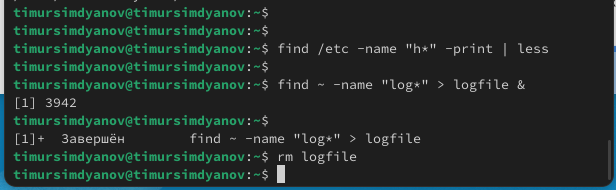 timursimdyanov@timursimdyanov:~$
timursimdyanov@timursimdyanov:~$
timursimdyanov@timursimdyanov:~$ find /etc -name "h*" -print | less
timursimdyanov@timursimdyanov:~$
timursimdyanov@timursimdyanov:~$ find ~ -name "log*" > logfile &
[1] 3942
timursimdyanov@timursimdyanov:~$
[1]+  Завершён        find ~ -name "log*" > logfile
timursimdyanov@timursimdyanov:~$ rm logfile
timursimdyanov@timursimdyanov:~$